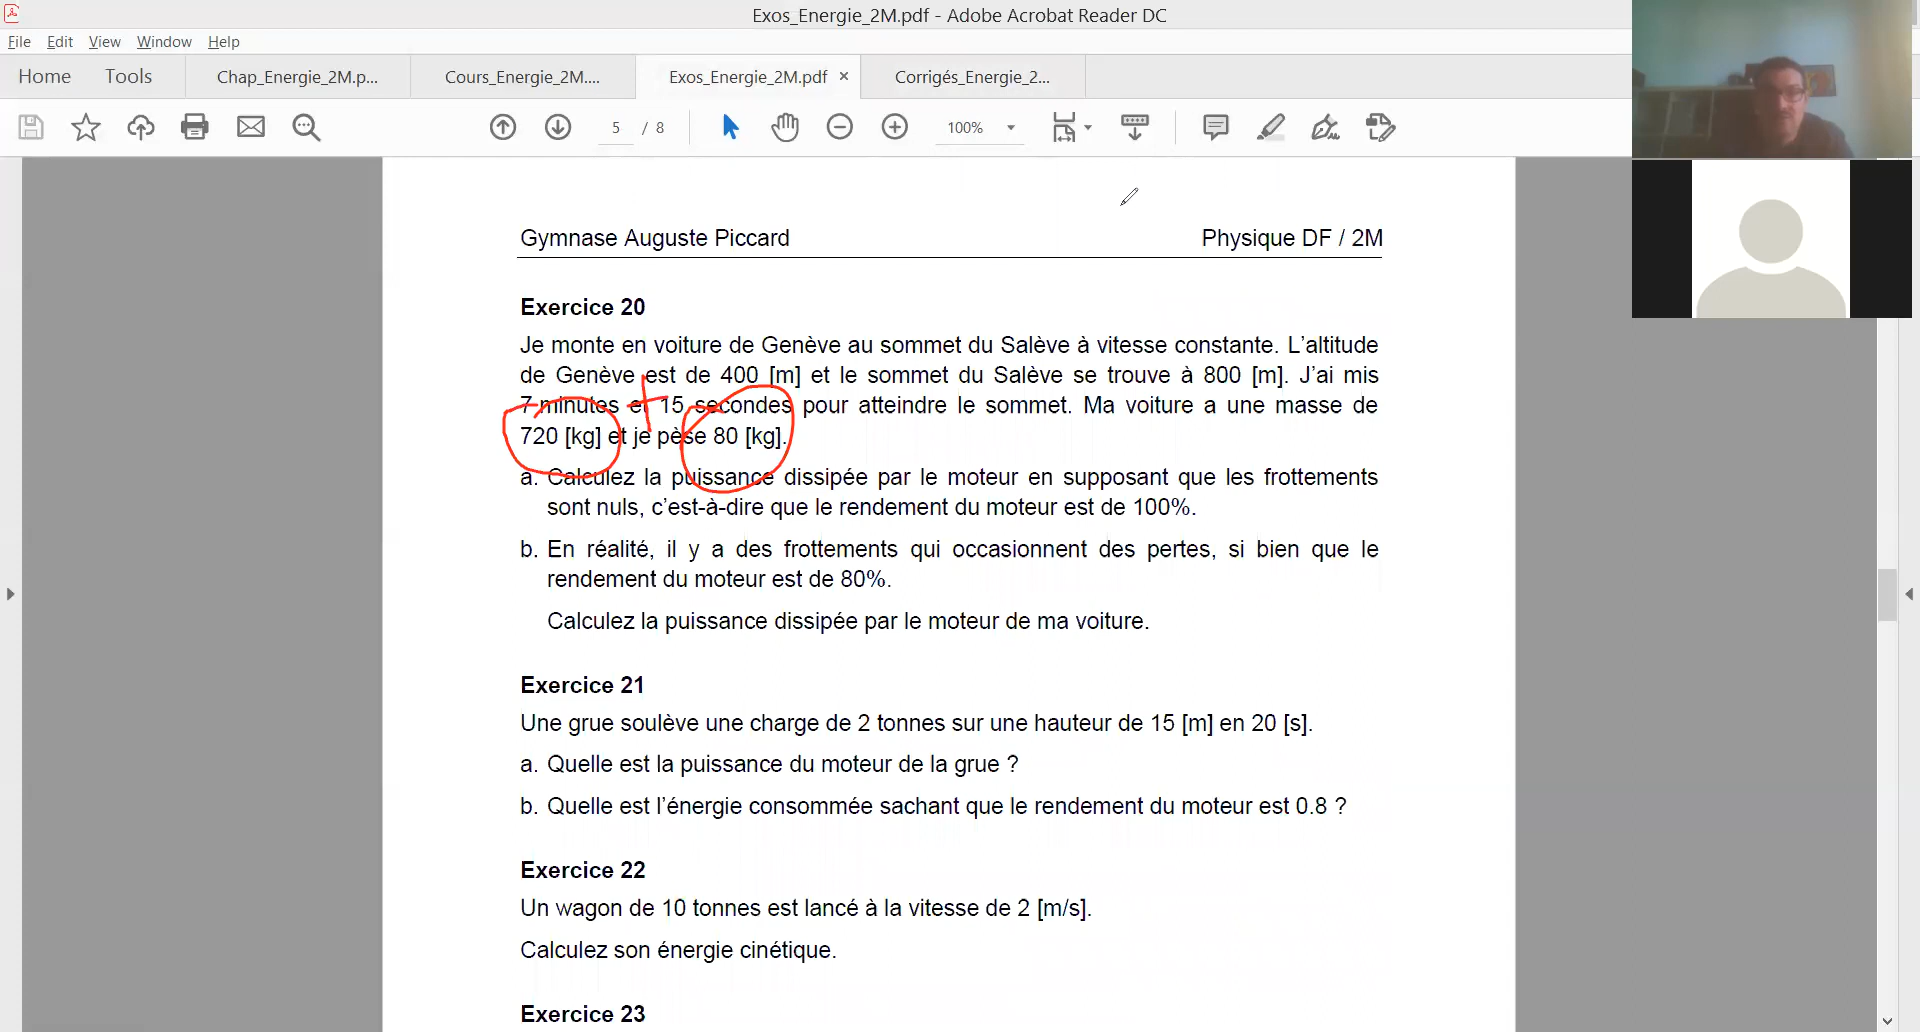 Exos_Energie_2M.pdf - Adobe Acrobat Reader DC
File Edit View Window Help
Home Tools Chap_Energie_2M.p... Cours_Energie_2M.... Exos_Energie_2M.pdf × Corrigés_Energie_2...
5 / 8 100%
Gymnase Auguste Piccard Physique DF / 2M
Exercice 20
Je monte en voiture de Genève au sommet du Salève à vitesse constante. L’altitude
de Genève est de 400 [m] et le sommet du Salève se trouve à 800 [m]. J’ai mis
7 minutes et 15 secondes pour atteindre le sommet. Ma voiture a une masse de
720 [kg] et je pèse 80 [kg].
+
a. Calculez la puissance dissipée par le moteur en supposant que les frottements
sont nuls, c’est-à-dire que le rendement du moteur est de 100%.
b. En réalité, il y a des frottements qui occasionnent des pertes, si bien que le
rendement du moteur est de 80%.
Calculez la puissance dissipée par le moteur de ma voiture.
Exercice 21
Une grue soulève une charge de 2 tonnes sur une hauteur de 15 [m] en 20 [s].
a. Quelle est la puissance du moteur de la grue ?
b. Quelle est l’énergie consommée sachant que le rendement du moteur est 0.8 ?
Exercice 22
Un wagon de 10 tonnes est lancé à la vitesse de 2 [m/s].
Calculez son énergie cinétique.
Exercice 23